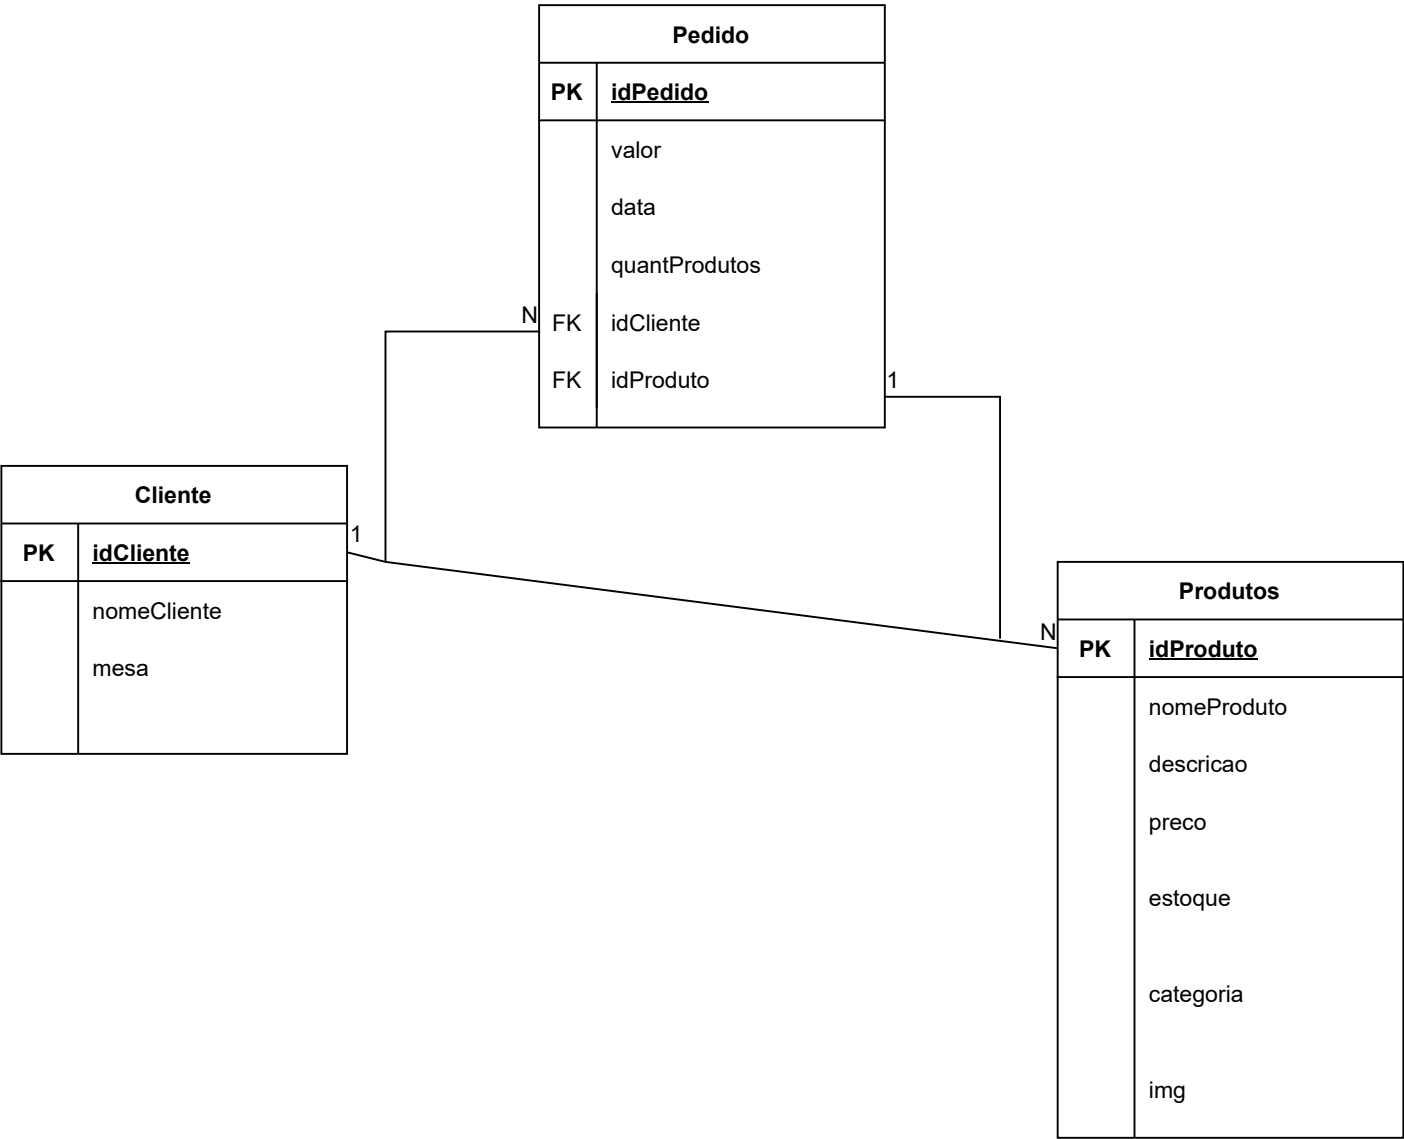 Pedido
PK idPedido
valor
data
quantProdutos
N FK idCliente
FK idProduto 1
Cliente
1
PK idCliente
nomeCliente
mesa
Produtos
N
PK idProduto
nomeProduto
descricao
preco
estoque
categoria
img